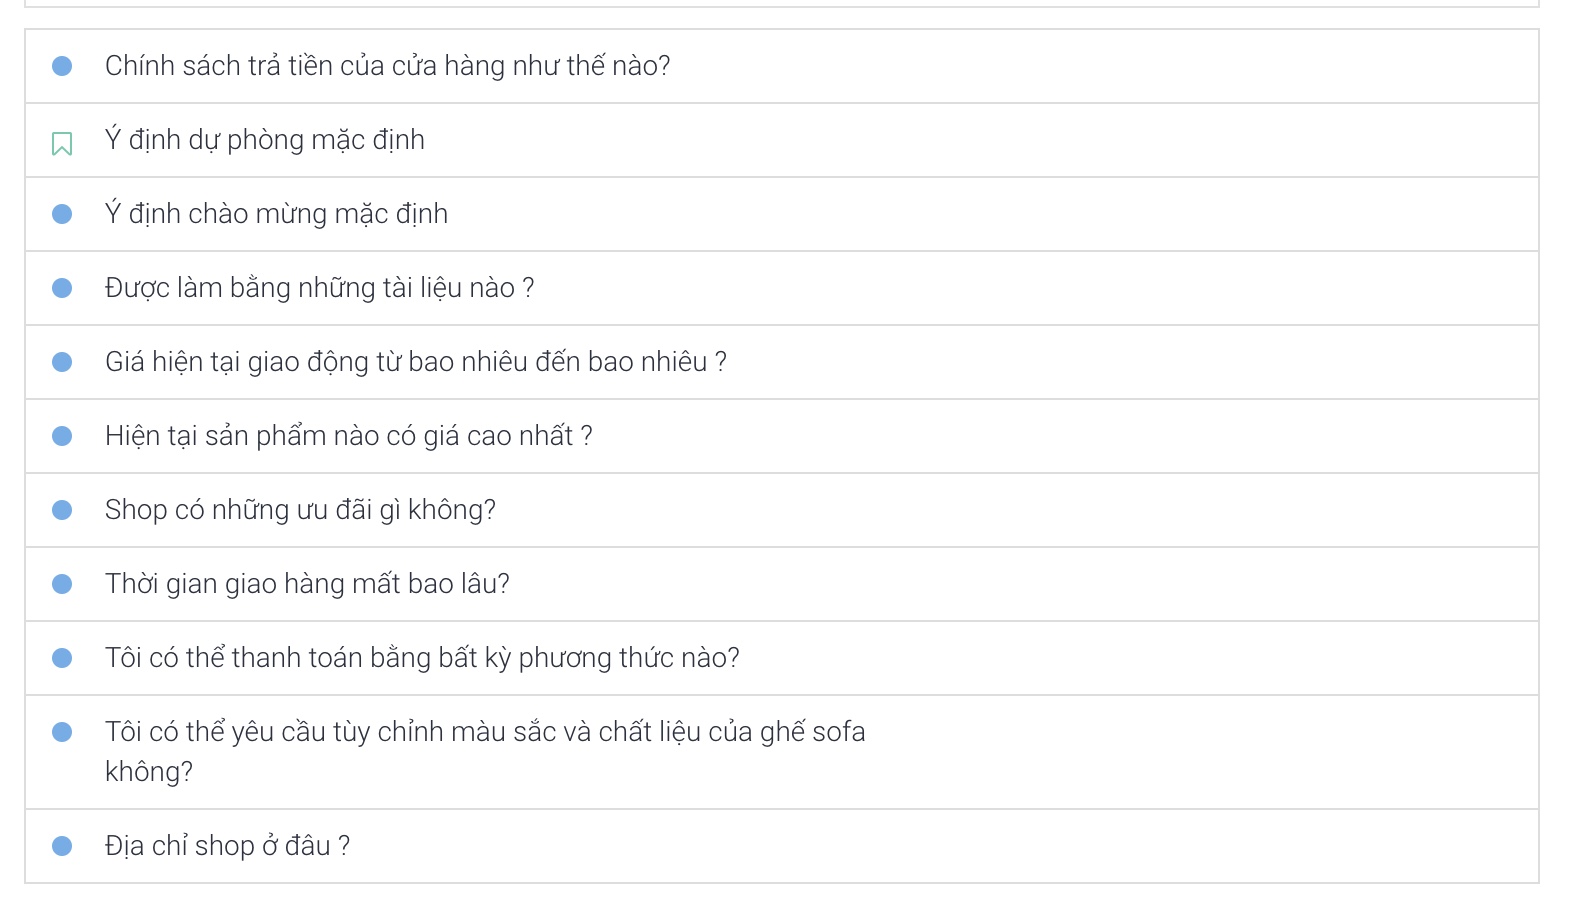 Chính sách trả tiền của cửa hàng như thế nào?
Ý định dự phòng mặc định
Ý định chào mừng mặc định
Được làm bằng những tài liệu nào ?
Giá hiện tại giao động từ bao nhiêu đến bao nhiêu ?
Hiện tại sản phẩm nào có giá cao nhất ?
Shop có những ưu đãi gì không?
Thời gian giao hàng mất bao lâu?
Tôi có thể thanh toán bằng bất kỳ phương thức nào?
Tôi có thể yêu cầu tùy chỉnh màu sắc và chất liệu của ghế sofa
không?
Địa chỉ shop ở đâu ?